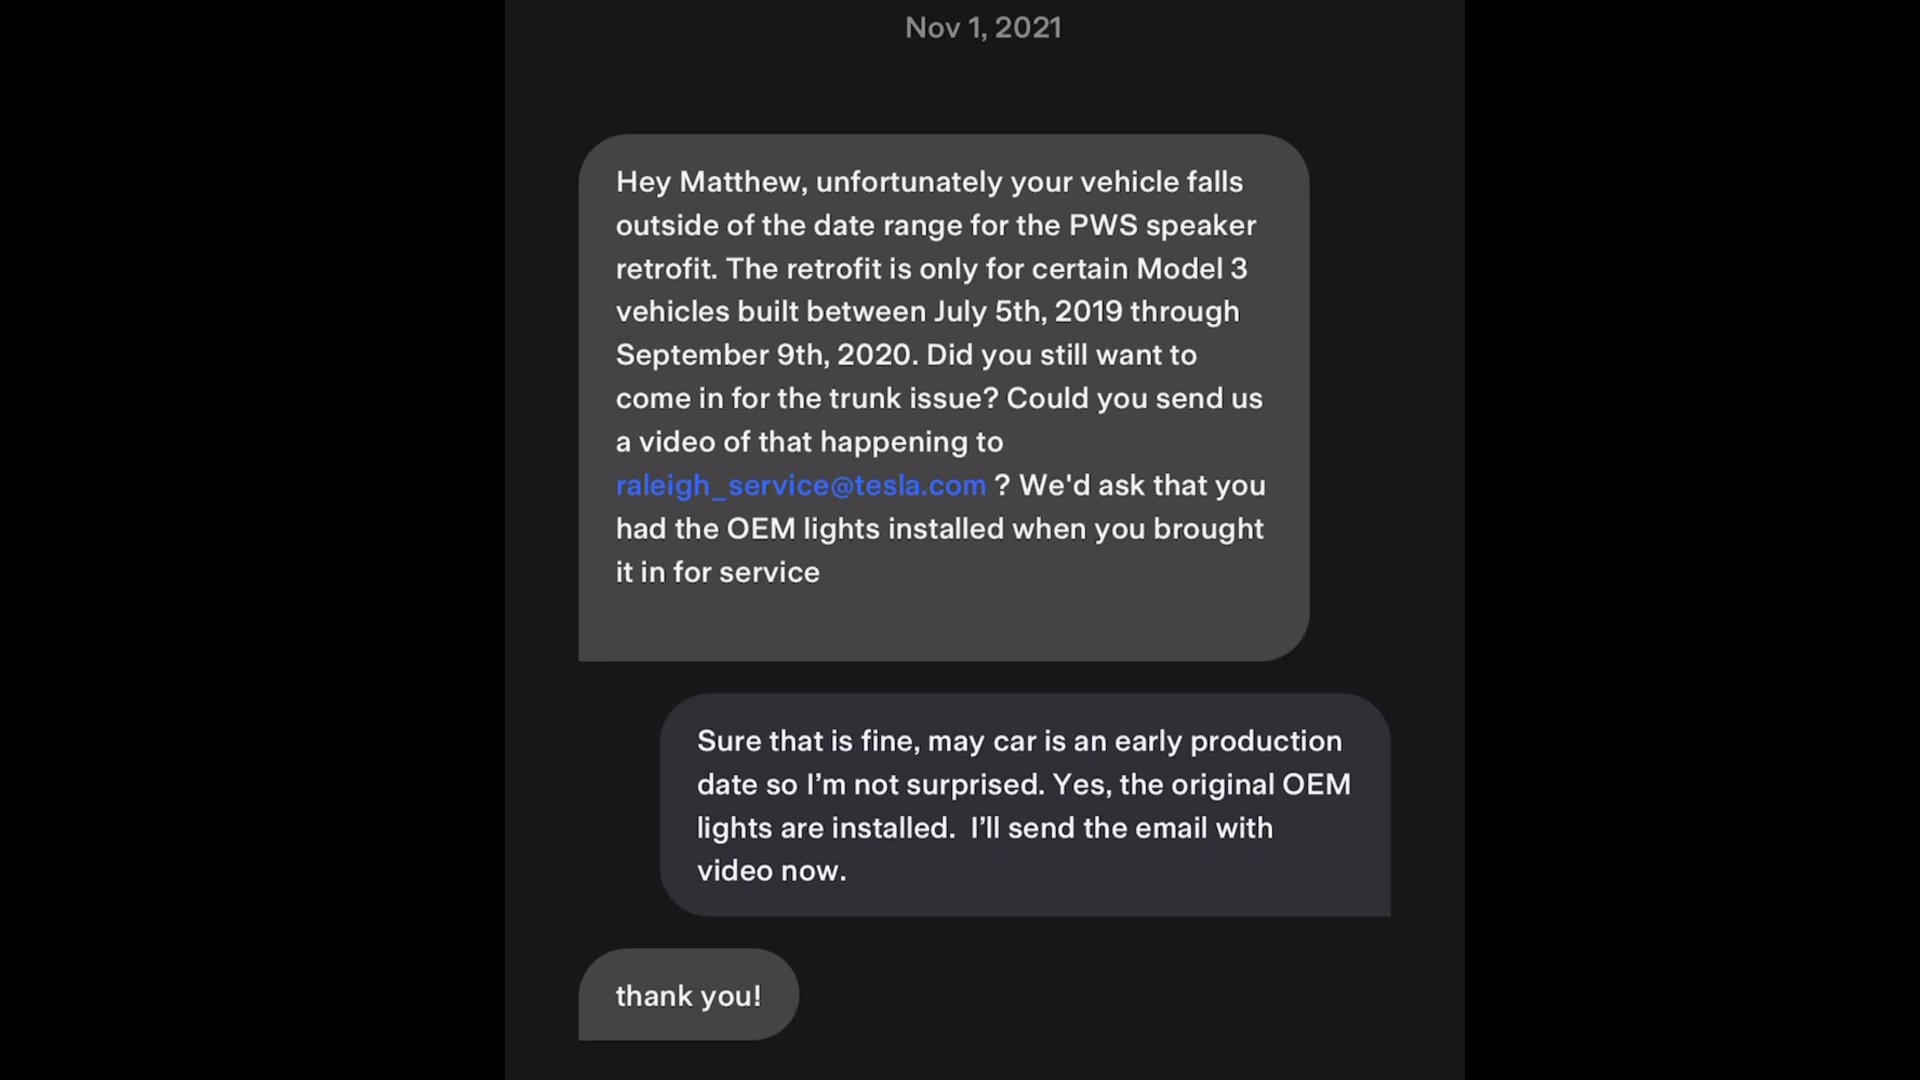 Nov 1, 2021
Hey Matthew, unfortunately your vehicle falls
outside of the date range for the PWS speaker
retrofit. The retrofit is only for certain Model 3
vehicles built between July 5th, 2019 through
September 9th, 2020. Did you still want to
come in for the trunk issue? Could you send us
a video of that happening to
raleigh_service@tesla.com ? We'd ask that you
had the OEM lights installed when you brought
it in for service
Sure that is fine, may car is an early production
date so I’m not surprised. Yes, the original OEM
lights are installed.  I’ll send the email with
video now.
thank you!